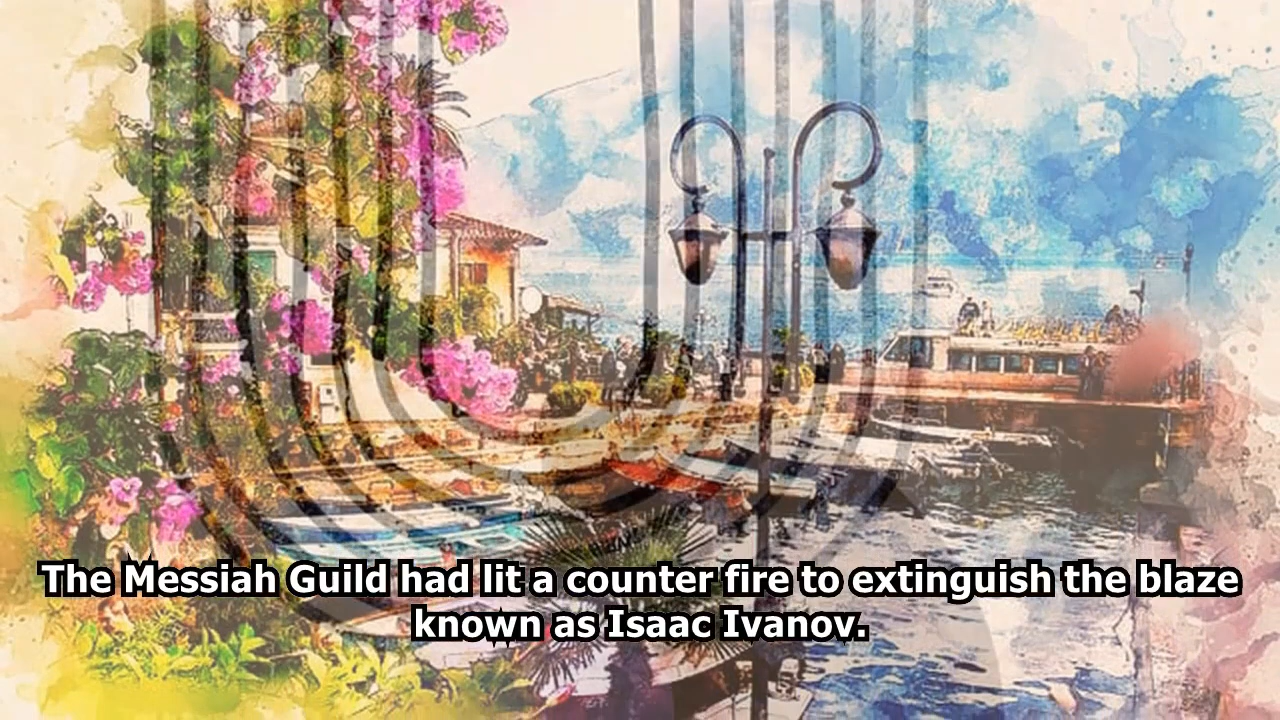 The Messiah Guild had lit a counter fire to extinguish the blaze
known as Isaac Ivanov.